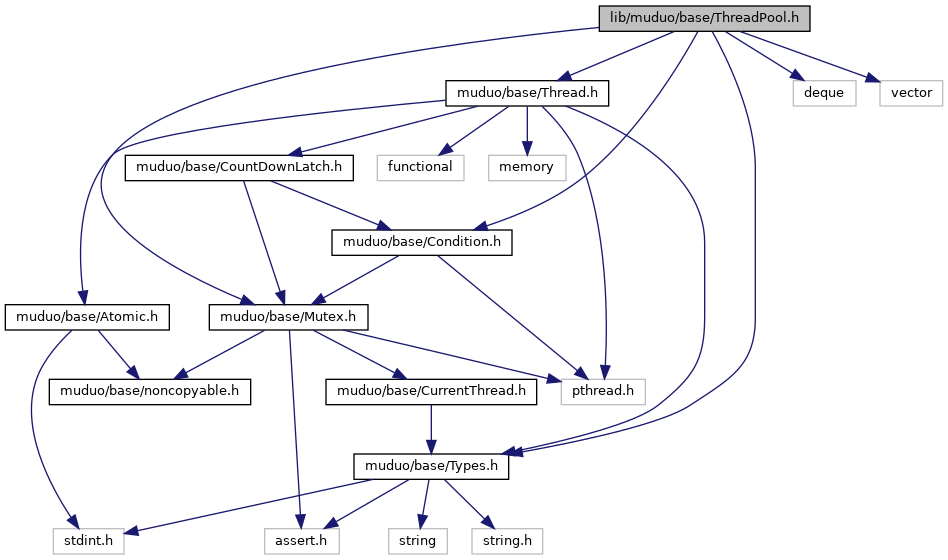 lib/muduo/base/ThreadPool.h
muduo/base/Thread.h
deque
vector
muduo/base/CountDownLatch.h
functional
memory
muduo/base/Condition.h
muduo/base/Atomic.h
muduo/base/Mutex.h
muduo/base/noncopyable.h
muduo/base/CurrentThread.h
pthread.h
muduo/base/Types.h
stdint.h
assert.h
string
string.h